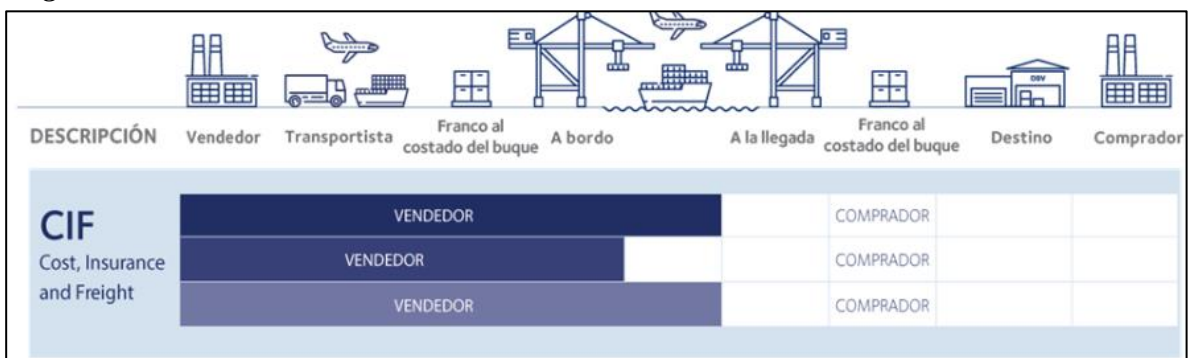 DSV
DESCRIPCIÓN Vendedor Transportista Franco al costado del buque A bordo A la llegada Franco al costado del buque Destino Comprador
CIF
Cost, Insurance
and Freight
VENDEDOR COMPRADOR
VENDEDOR COMPRADOR
VENDEDOR COMPRADOR